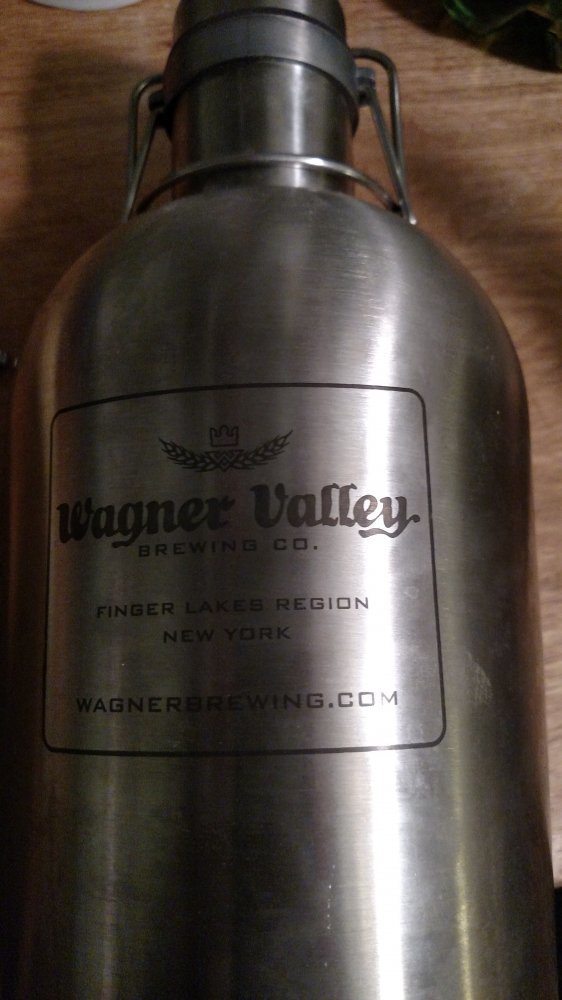 Wagner Valley
BREWING CO.
FINGER LAKES REGION
NEW YORK
WAGNERBREWING.COM